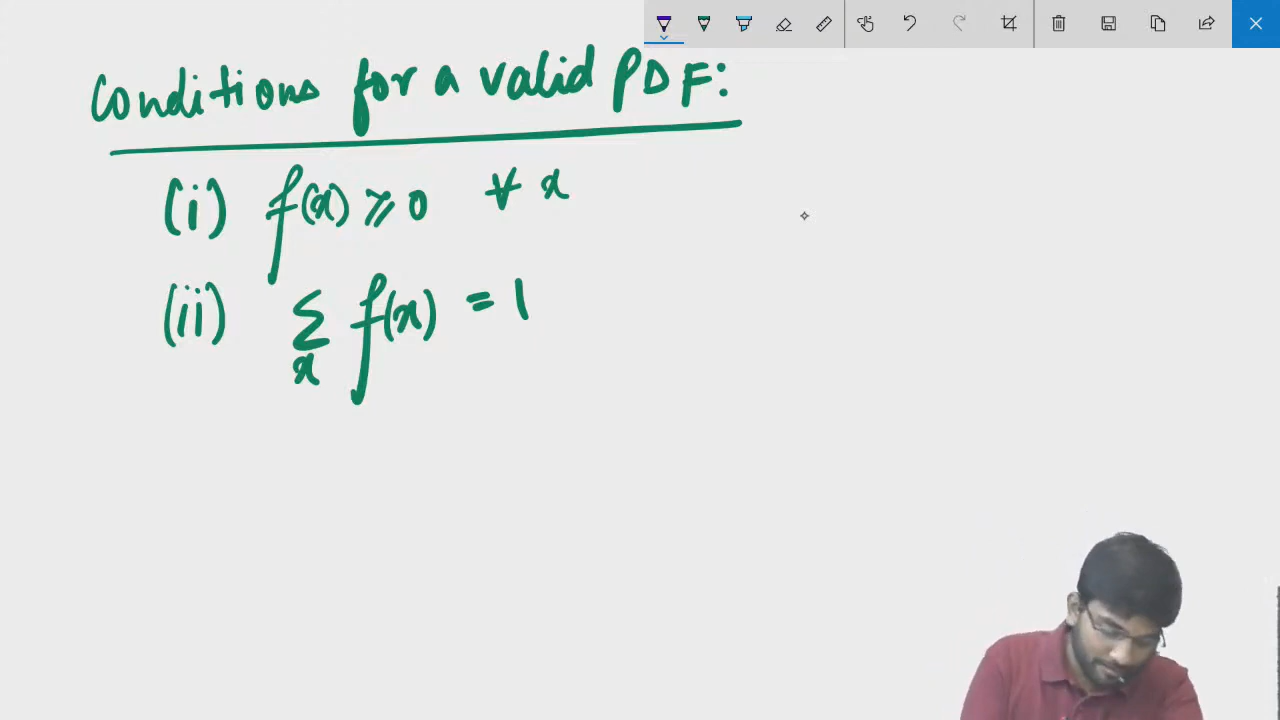 Conditions for a valid PDF:
(i) f(x) ⩾ 0 ∀ x
(ii) ∑ₓ f(x) = 1